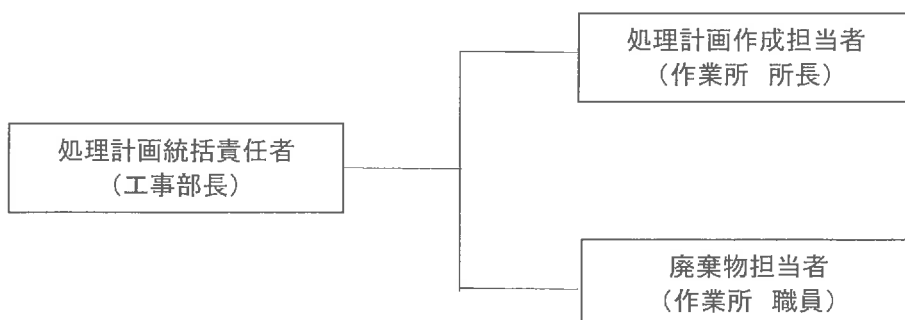 処理計画作成担当者
（作業所 所長）
処理計画統括責任者
（工事部長）
廃棄物担当者
（作業所 職員）